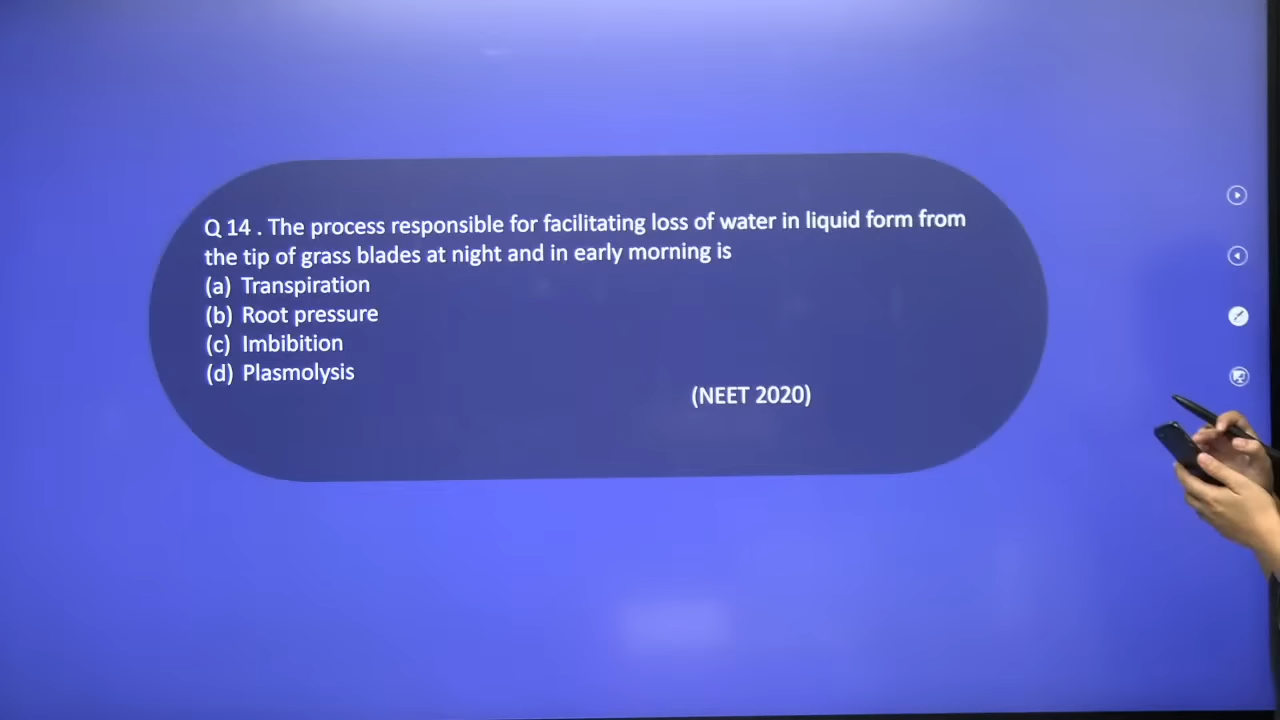 Q 14 . The process responsible for facilitating loss of water in liquid form from
the tip of grass blades at night and in early morning is
(a) Transpiration
(b) Root pressure
(c) Imbibition
(d) Plasmolysis
(NEET 2020)